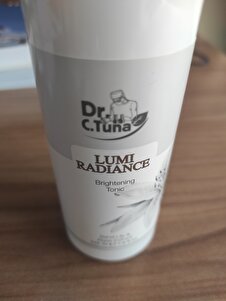 Dr.
C.Tuna
LUMI
RADIANCE
Brightening
Tonic